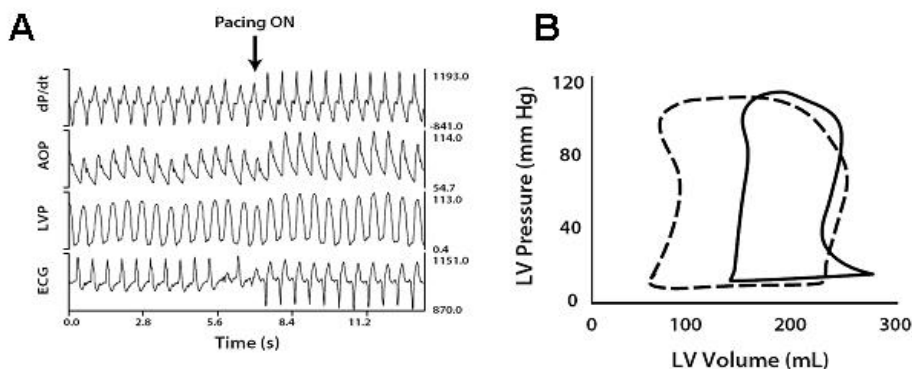 A
Pacing ON
dP/dt
1193.0
-841.0
AOP
114.0
54.7
LVP
113.0
0.4
ECG
1151.0
870.0
0.0 2.8 5.6 8.4 11.2
Time (s)
B
LV Pressure (mm Hg)
120
80
40
0
0 100 200 300
LV Volume (mL)